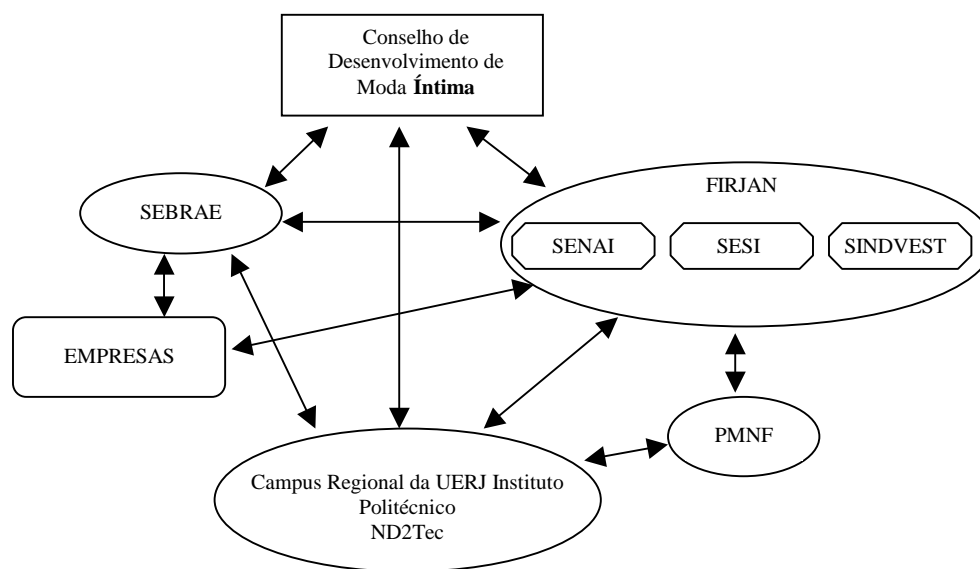 Conselho de
Desenvolvimento de
Moda Íntima
SEBRAE
FIRJAN
SENAI
SESI
SINDVEST
EMPRESAS
PMNF
Campus Regional da UERJ Instituto
Politécnico
ND2Tec